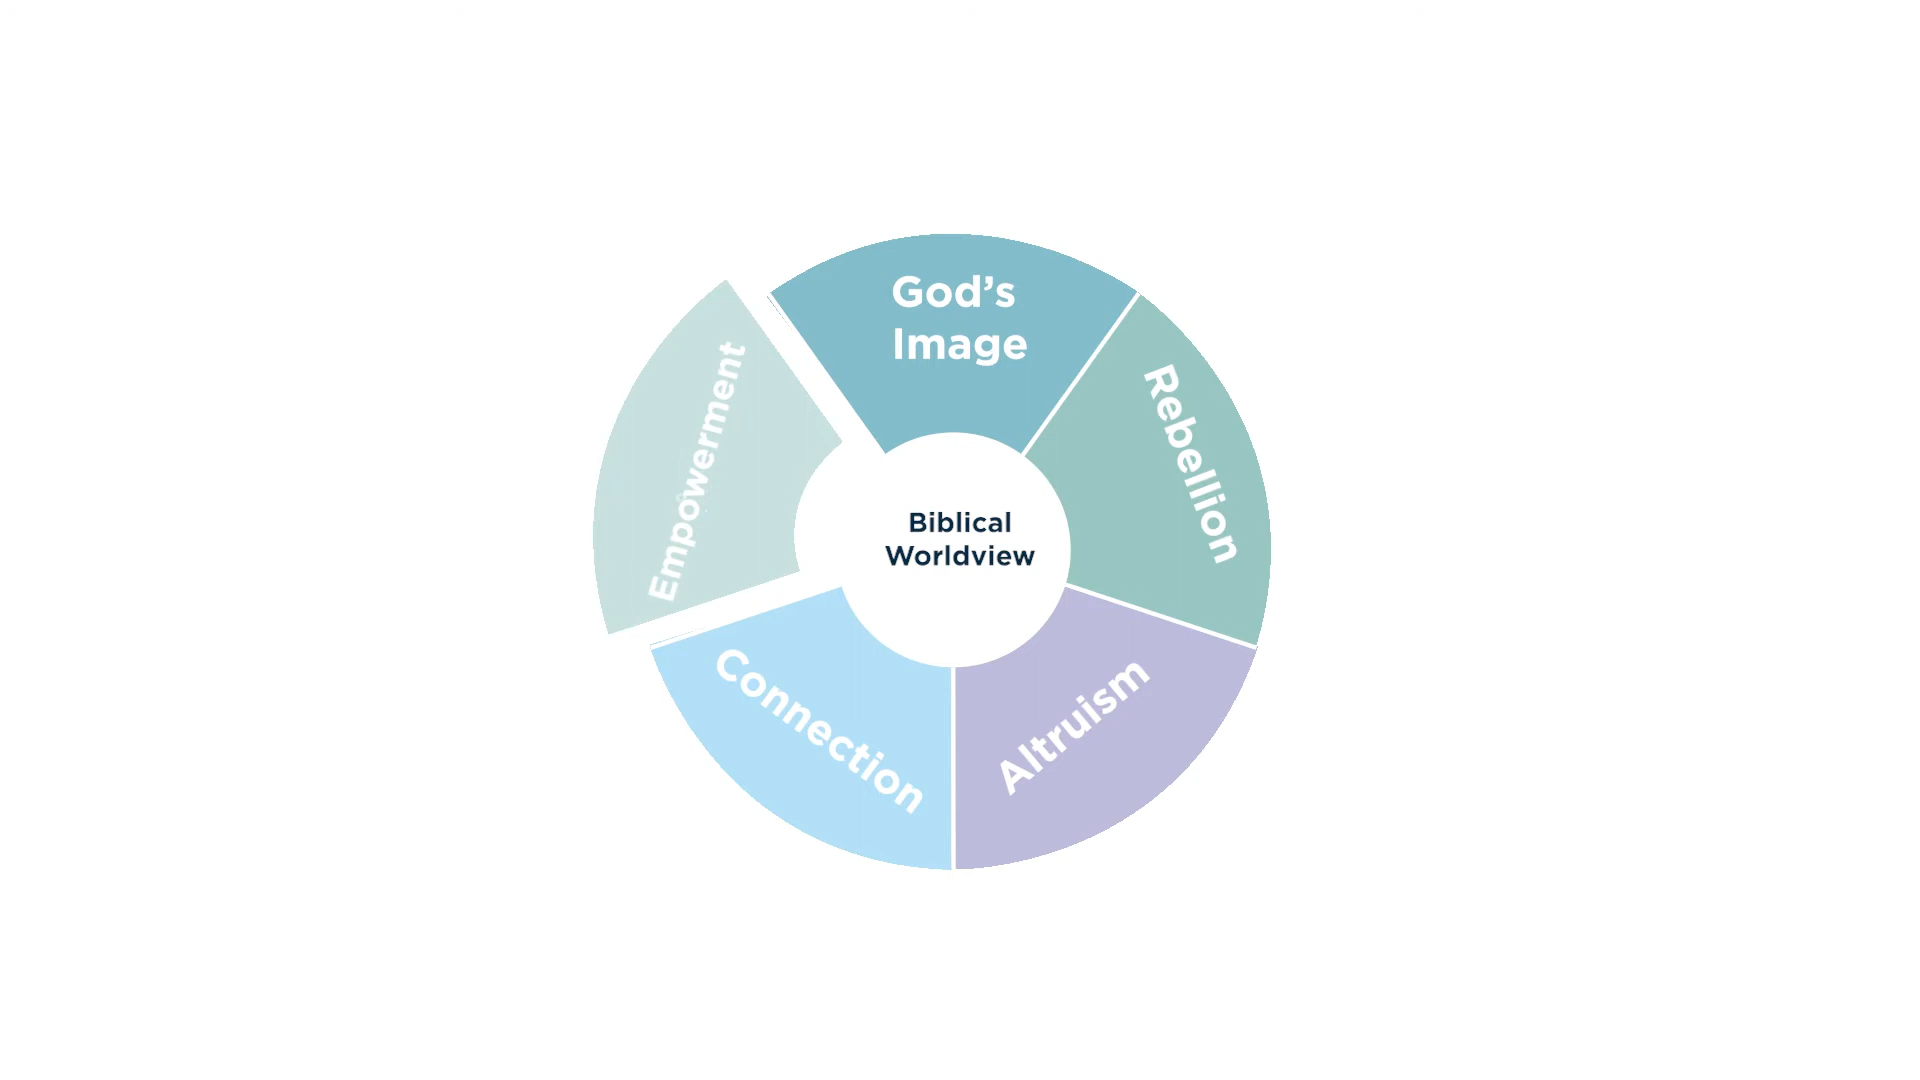 God’s
Image
Rebellion
Altruism
Connection
Empowerment
Biblical
Worldview